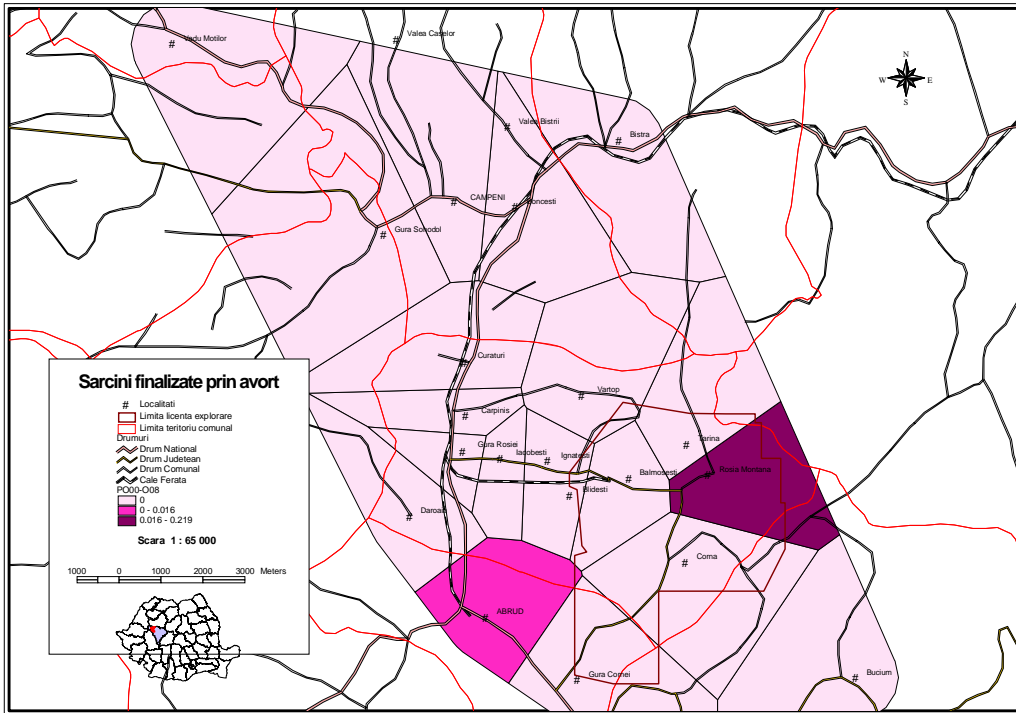 Vadu Motilor
Valea Caselor
N
W E
S
Valea Bistrii
Bistra
CAMPENI
Boncesti
Gura Sohodol
Curaturi
Vartop
Carpinis
Gura Rosiei
Iacobesti
Ignatesti
Tarina
Balmosesti
Rosia Montana
Blidesti
Daroaia
Corna
ABRUD
Gura Cornei
Bucium
Sarcini finalizate prin avort
# Localitati
Limita licenta explorare
Limita teritoriu comunal
Drumuri
Drum National
Drum Judetean
Drum Comunal
Cale Ferata
PO00-O08
0
0 - 0.016
0.016 - 0.219
Scara 1 : 65 000
1000 0 1000 2000 3000 Meters